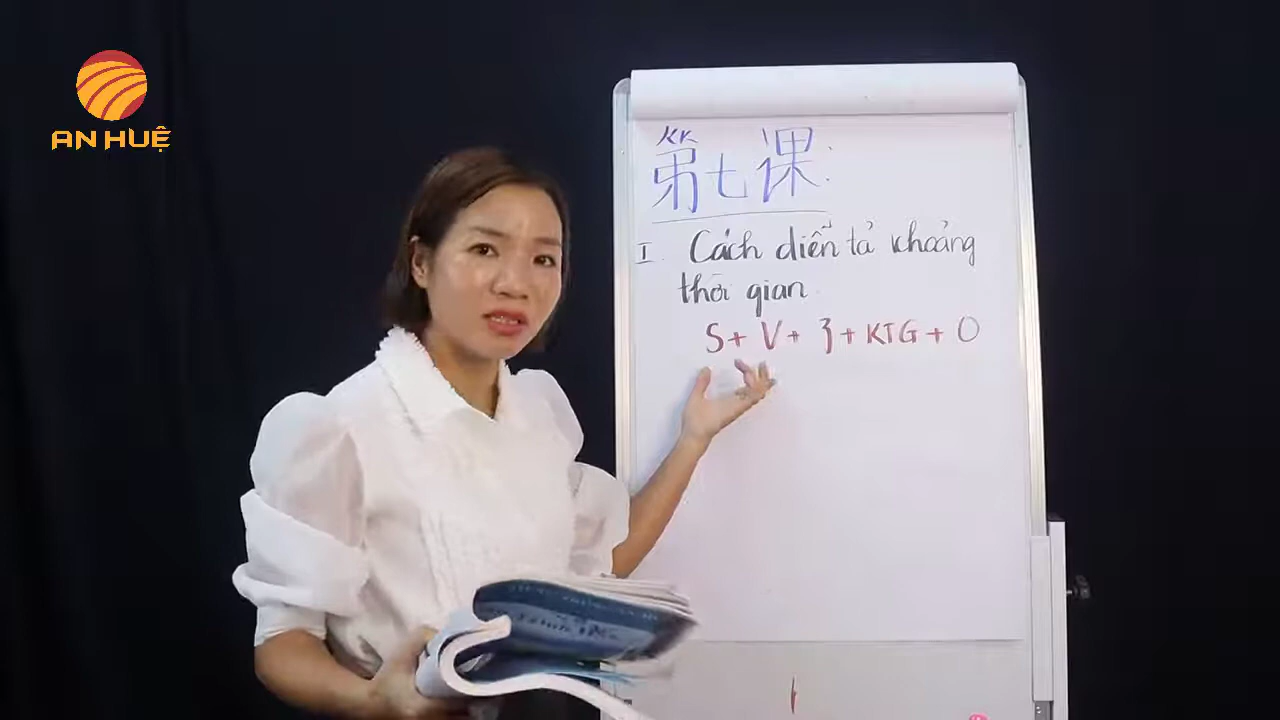 AN HUỆ
第七课:
I. Cách diễn tả khoảng
thời gian.
S + V + 了 + KTG + O